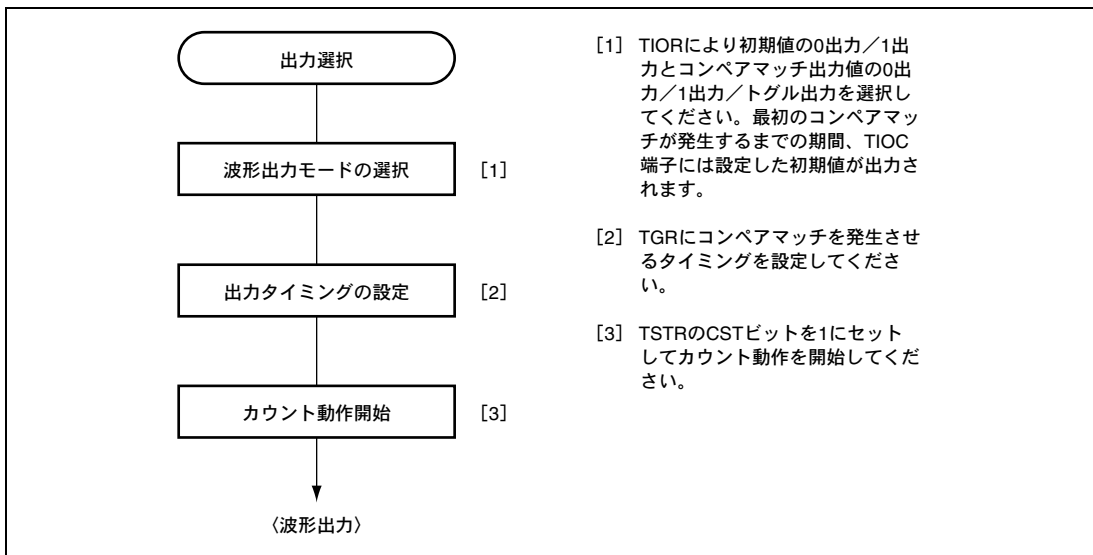 出力選択
波形出力モードの選択 [1]
出力タイミングの設定 [2]
カウント動作開始 [3]
〈波形出力〉
[1] TIORにより初期値の0出力／1出
力とコンペアマッチ出力値の0出
力／1出力／トグル出力を選択し
てください。最初のコンペアマッ
チが発生するまでの期間、TIOC
端子には設定した初期値が出力さ
れます。
[2] TGRにコンペアマッチを発生させ
るタイミングを設定してくださ
い。
[3] TSTRのCSTビットを1にセット
してカウント動作を開始してくだ
さい。